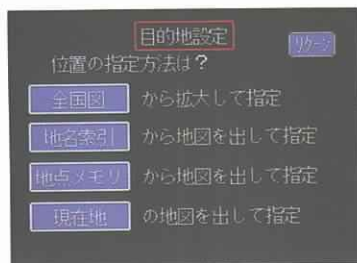 目的地設定
リターン
位置の指定方法は？
全国図 から拡大して指定
地名索引 から地図を出して指定
地点メモリ から地図を出して指定
現在地 の地図を出して指定